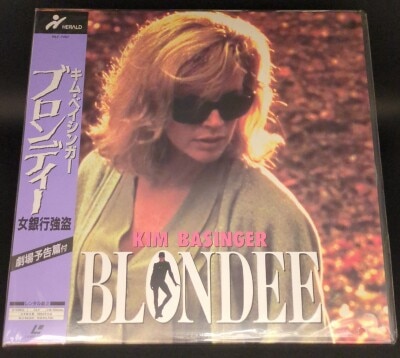 HERALD
キム・ベイシンガー
ブロンディー
女銀行強盗
劇場予告篇付
KIM BASINGER
BLONDEE